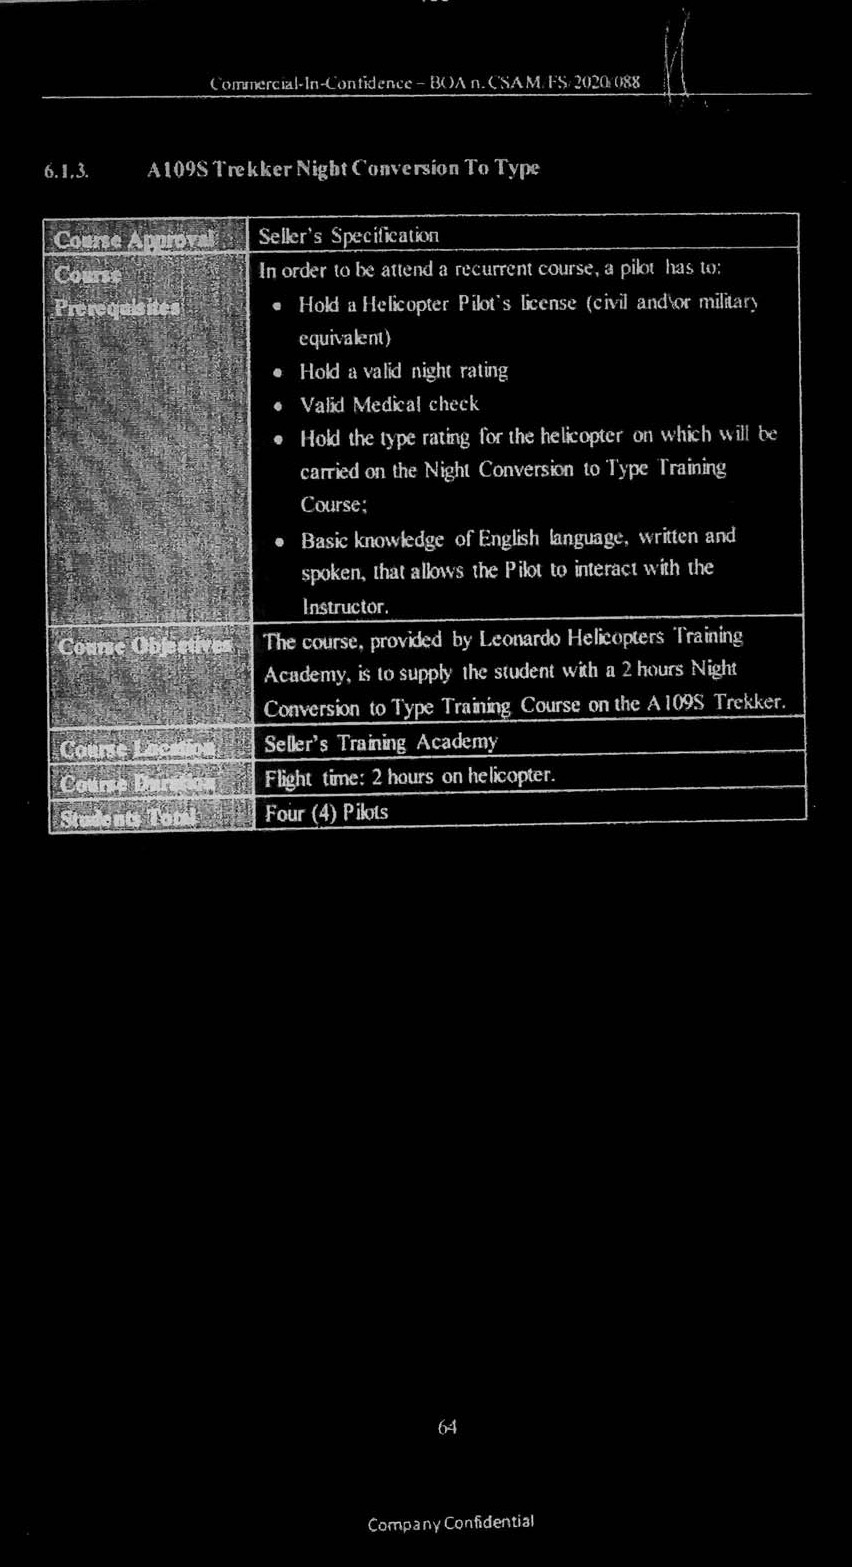 Commercial-In-Confidence – BOA n. CSAM.FS/2020/088
6.1.3. A109S Trekker Night Conversion To Type
Course Approval Seller's Specification
Course Prerequisites In order to be attend a recurrent course, a pilot has to:
• Hold a Helicopter Pilot's license (civil and\or military
equivalent)
• Hold a valid night rating
• Valid Medical check
• Hold the type rating for the helicopter on which will be
carried on the Night Conversion to Type Training
Course;
• Basic knowledge of English language, written and
spoken, that allows the Pilot to interact with the
Instructor.
Course Objectives The course, provided by Leonardo Helicopters Training
Academy, is to supply the student with a 2 hours Night
Conversion to Type Training Course on the A109S Trekker.
Course Location Seller's Training Academy
Course Duration Flight time: 2 hours on helicopter.
Students Total Four (4) Pilots
64
Company Confidential